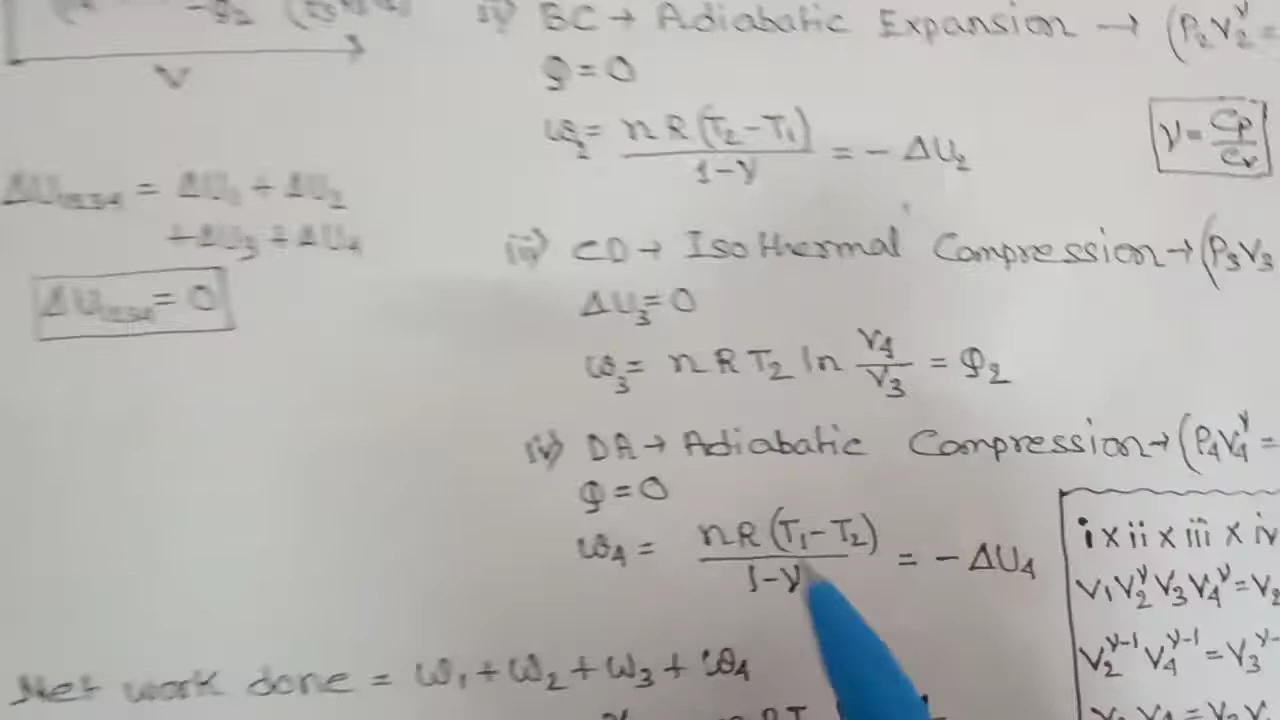 V
ΔU₁₂₃₄ = ΔU₁ + ΔU₂
+ ΔU₃ + ΔU₄
ΔU₁₂₃₄ = 0
ii) BC → Adiabatic Expansion → (P₂V₂^γ =
Q = 0
W₂ = nR(T₂-T₁)/(1-γ) = - ΔU₂
γ = Cp/Cv
iii) CD → Isothermal Compression → (P₃V₃
ΔU₃ = 0
W₃ = nRT₂ ln V₄/V₃ = Q₂
iv) DA → Adiabatic Compression → (P₄V₄^γ =
Q = 0
W₄ = nR(T₁-T₂)/(1-γ) = - ΔU₄
Net work done = W₁ + W₂ + W₃ + W₄
i x ii x iii x iv
V₁V₂^γV₃V₄^γ = V₂
V₂^γ-1 V₄^γ-1 = V₃^γ-